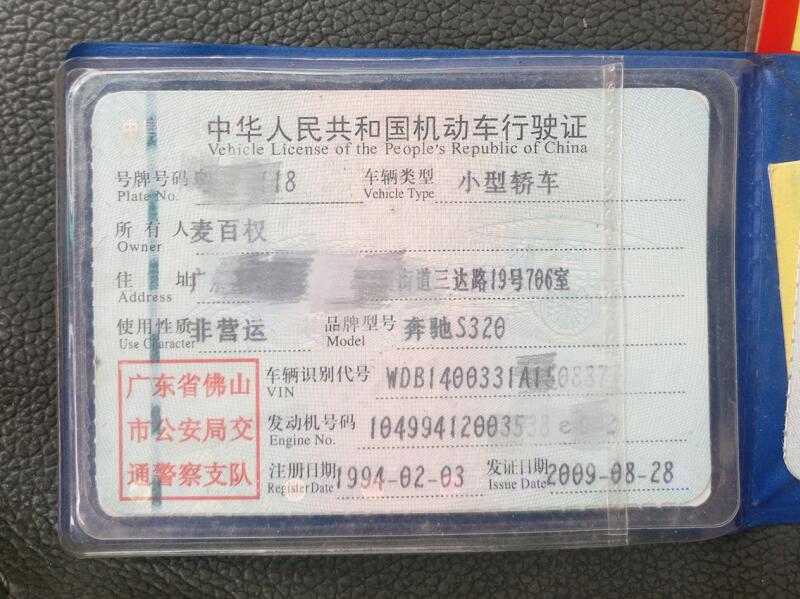 中华人民共和国机动车行驶证
Vehicle License of the People's Republic of China
号牌号码 118 车辆类型 小型轿车
Plate No. Vehicle Type
所有人 麦百权
Owner
住址 广 街道三达路19号706室
Address
使用性质 非营运 品牌型号 奔驰S320
Use Character Model
广东省佛山
市公安局交
通警察支队
车辆识别代号 WDB1400331A1
VIN
发动机号码 104994120035
Engine No.
注册日期 1994-02-03 发证日期 2009-08-28
Register Date Issue Date